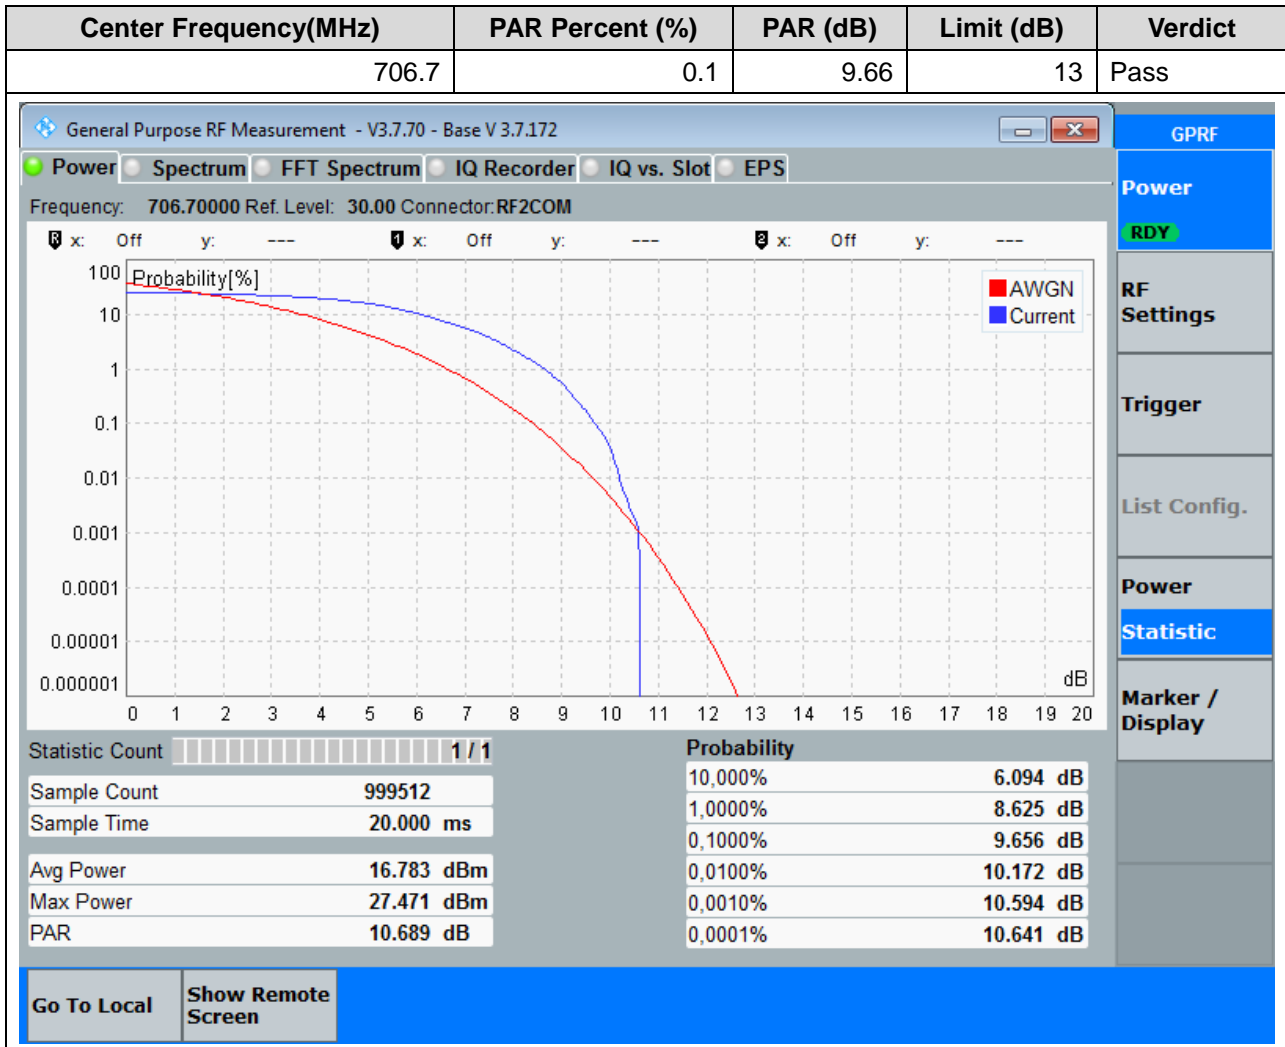 Center Frequency(MHz) PAR Percent (%) PAR (dB) Limit (dB) Verdict
706.7 0.1 9.66 13 Pass
General Purpose RF Measurement - V3.7.70 - Base V 3.7.172
GPRF
Power Spectrum FFT Spectrum IQ Recorder IQ vs. Slot EPS
Power
RDY
Frequency: 706.70000 Ref. Level: 30.00 Connector: RF2COM
R x: Off y: --- 1 x: Off y: --- 2 x: Off y: ---
Probability[%]
AWGN
Current
100
10
1
0.1
0.01
0.001
0.0001
0.00001
0.000001
dB
0 1 2 3 4 5 6 7 8 9 10 11 12 13 14 15 16 17 18 19 20
RF
Settings
Trigger
List Config.
Power
Statistic
Marker /
Display
Statistic Count 1 / 1
Sample Count 999512
Sample Time 20.000 ms
Avg Power 16.783 dBm
Max Power 27.471 dBm
PAR 10.689 dB
Probability
10,000% 6.094 dB
1,0000% 8.625 dB
0,1000% 9.656 dB
0,0100% 10.172 dB
0,0010% 10.594 dB
0,0001% 10.641 dB
Go To Local
Show Remote
Screen